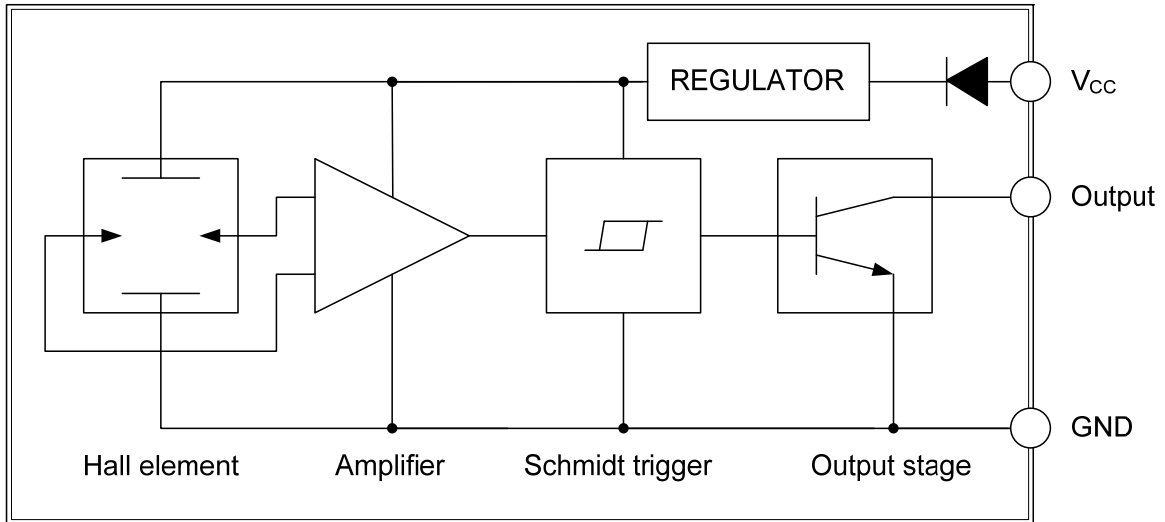 REGULATOR
VCC
Output
GND
Hall element Amplifier Schmidt trigger Output stage